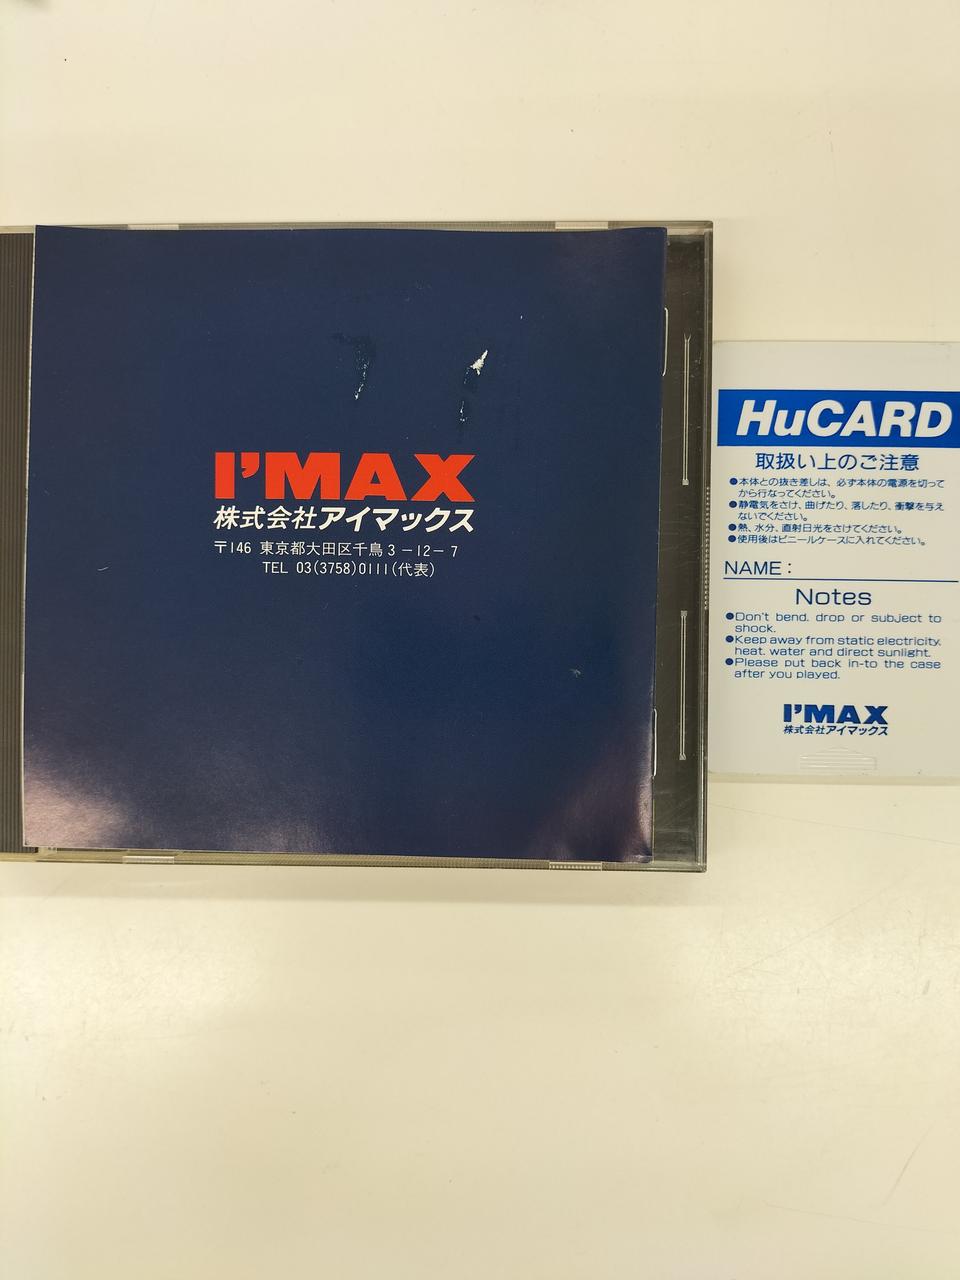 I'MAX
株式会社アイマックス
〒146 東京都大田区千鳥3-12-7
TEL 03(3758)0111(代表)
HuCARD
取扱い上のご注意
●本体との抜き差しは、必ず本体の電源を切って
から行なってください。
●静電気をさけ、曲げたり、落したり、衝撃を与え
ないでください。
●熱、水分、直射日光をさけてください。
●使用後はビニールケースに入れてください。
NAME:
Notes
●Don't bend. drop or subject to
shock.
●Keep away from static electricity.
heat. water and direct sunlight.
●Please put back in-to the case
after you played.
I'MAX
株式会社アイマックス